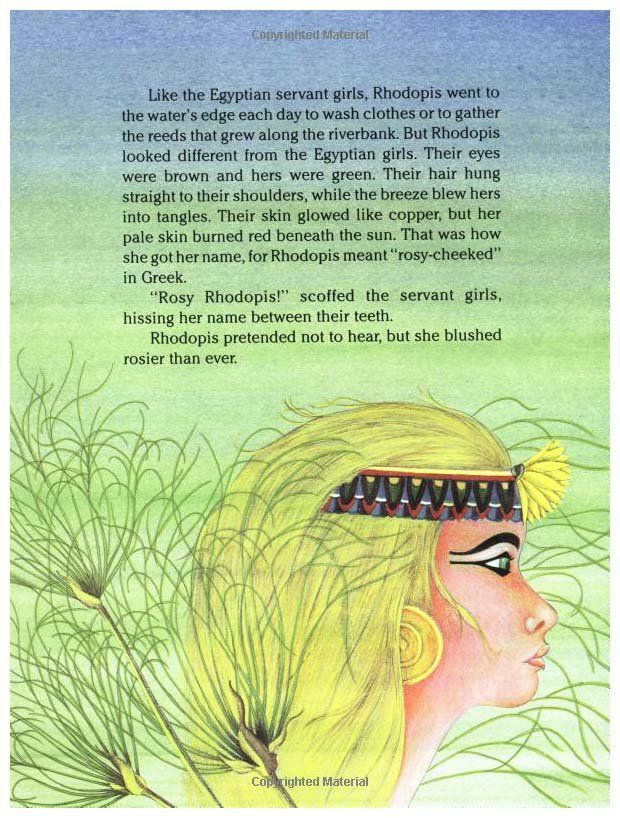 Copyrighted Material
Like the Egyptian servant girls, Rhodopis went to
the water's edge each day to wash clothes or to gather
the reeds that grew along the riverbank. But Rhodopis
looked different from the Egyptian girls. Their eyes
were brown and hers were green. Their hair hung
straight to their shoulders, while the breeze blew hers
into tangles. Their skin glowed like copper, but her
pale skin burned red beneath the sun. That was how
she got her name, for Rhodopis meant “rosy-cheeked”
in Greek.
“Rosy Rhodopis!” scoffed the servant girls,
hissing her name between their teeth.
Rhodopis pretended not to hear, but she blushed
rosier than ever.
Copyrighted Material